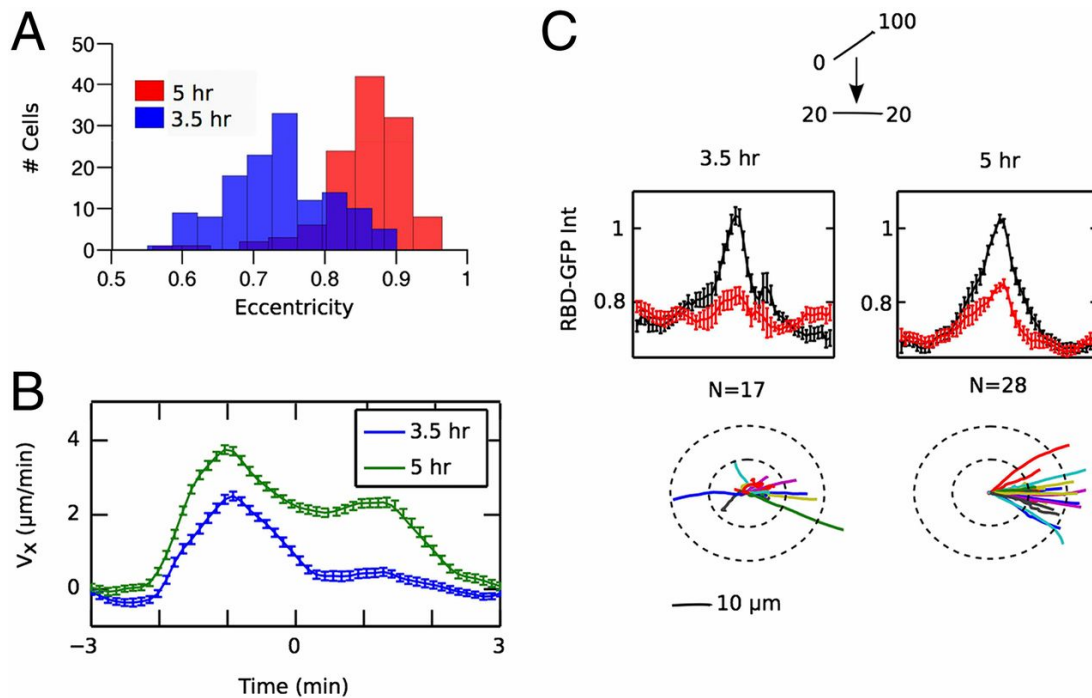 A
50
40
30
20
10
0
# Cells
5 hr
3.5 hr
0.5 0.6 0.7 0.8 0.9 1
Eccentricity
B
4
2
0
Vx (μm/min)
3.5 hr
5 hr
−3 0 3
Time (min)
C
100
0
20 20
3.5 hr 5 hr
RBD-GFP Int
1 1
0.8 0.8
N=17 N=28
10 μm